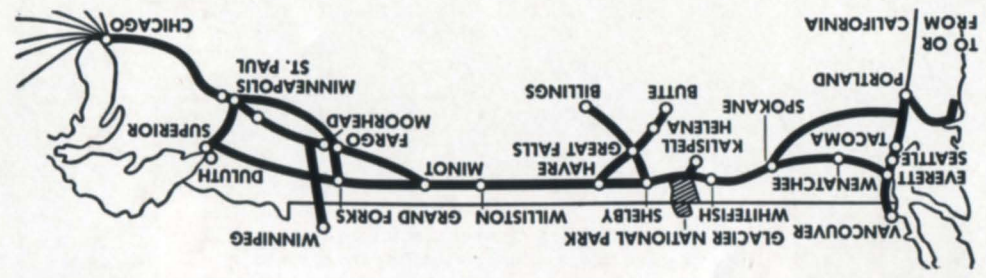 VANCOUVER
GLACIER NATIONAL PARK
WINNIPEG
WHITEFISH
SHELBY
WILLISTON
GRAND FORKS
EVERETT
SEATTLE
TACOMA
WENATCHEE
SPOKANE
KALISPELL
HAVRE
GREAT FALLS
HELENA
BUTTE
BILLINGS
MINOT
FARGO
MOORHEAD
DULUTH
SUPERIOR
PORTLAND
MINNEAPOLIS
ST. PAUL
TO OR
FROM
CALIFORNIA
CHICAGO